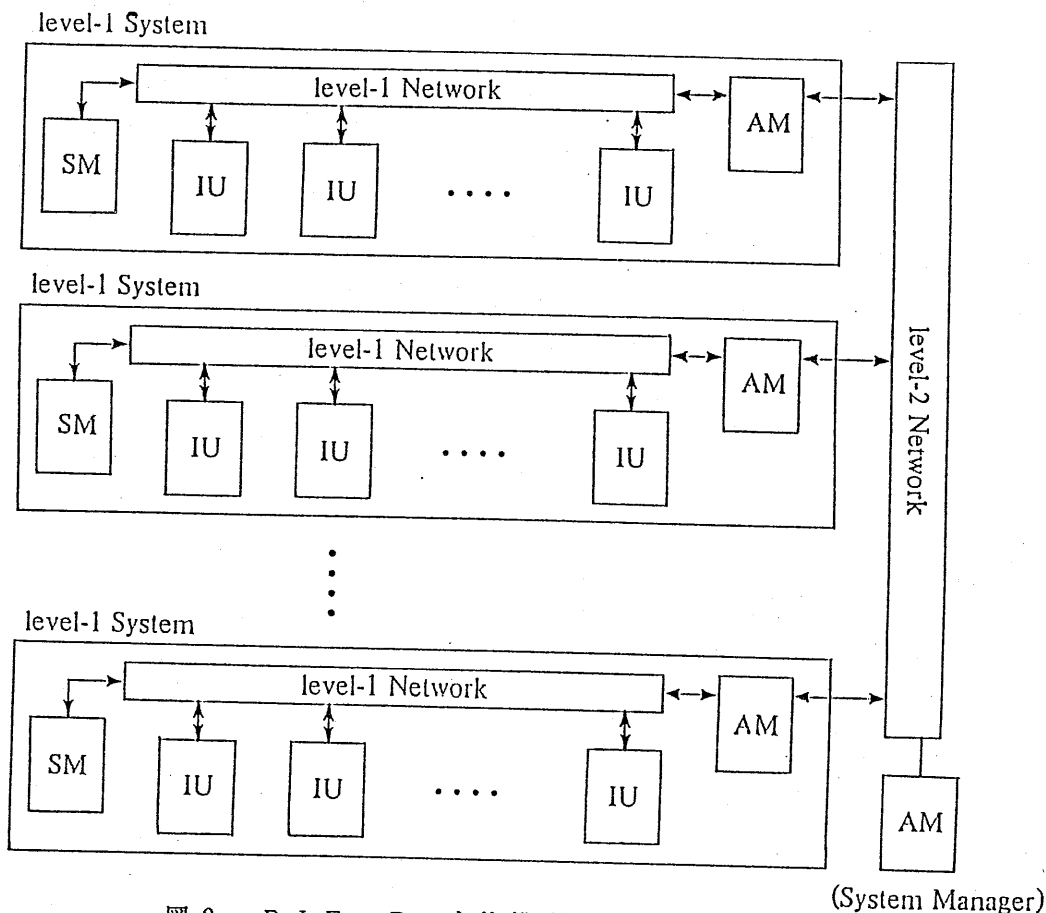 level-1 System
level-1 Network
SM
IU
IU
....
IU
AM
level-1 System
level-1 Network
SM
IU
IU
....
IU
AM
level-1 System
level-1 Network
SM
IU
IU
....
IU
AM
level-2 Network
AM
(System Manager)